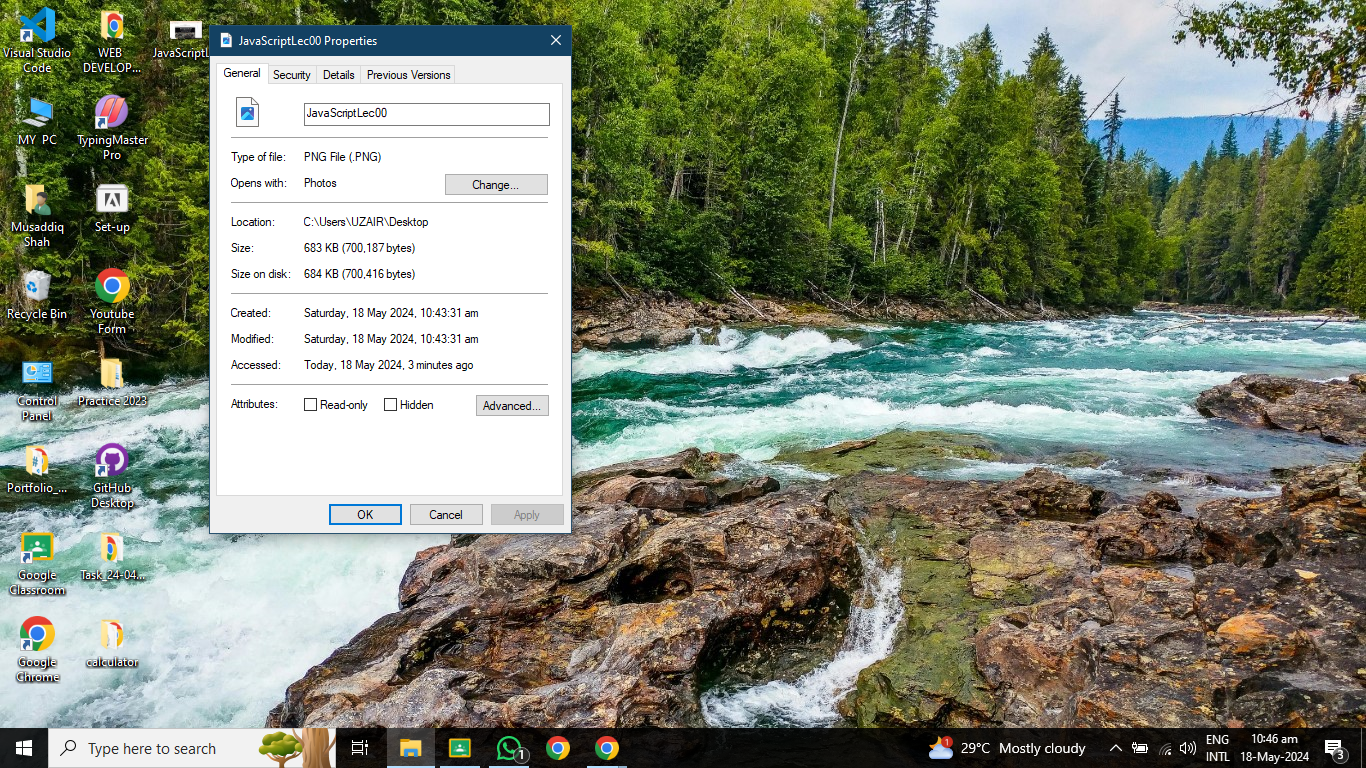 Visual Studio
Code
WEB
DEVELOP...
JavaScriptL
MY PC
TypingMaster
Pro
Musaddiq
Shah
Set-up
Recycle Bin
Youtube
Form
Control
Panel
Practice 2023
Portfolio_...
GitHub
Desktop
Google
Classroom
Task_24-04...
Google
Chrome
calculator
JavaScriptLec00 Properties
General Security Details Previous Versions
JavaScriptLec00
Type of file: PNG File (.PNG)
Opens with: Photos Change...
Location: C:\Users\UZAIR\Desktop
Size: 683 KB (700,187 bytes)
Size on disk: 684 KB (700,416 bytes)
Created: Saturday, 18 May 2024, 10:43:31 am
Modified: Saturday, 18 May 2024, 10:43:31 am
Accessed: Today, 18 May 2024, 3 minutes ago
Attributes: Read-only Hidden Advanced...
OK Cancel Apply
Type here to search
1
1
29°C Mostly cloudy
ENG
INTL
10:46 am
18-May-2024
3